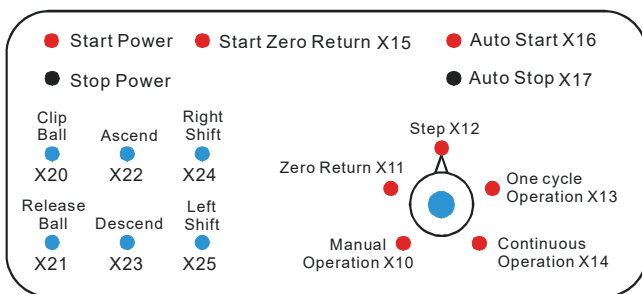 Start Power
Start Zero Return X15
Auto Start X16
Stop Power
Auto Stop X17
Clip
Ball
X20
Ascend
X22
Right
Shift
X24
Release
Ball
X21
Descend
X23
Left
Shift
X25
Step X12
Zero Return X11
One cycle
Operation X13
Manual
Operation X10
Continuous
Operation X14